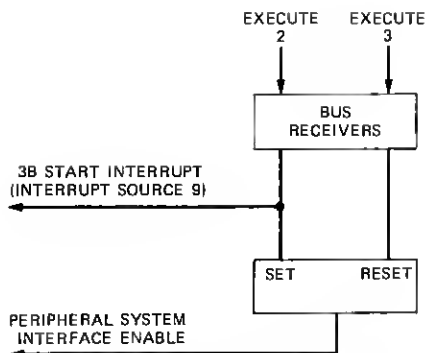 EXECUTE 2
EXECUTE 3
BUS RECEIVERS
3B START INTERRUPT
(INTERRUPT SOURCE 9)
SET
RESET
PERIPHERAL SYSTEM
INTERFACE ENABLE